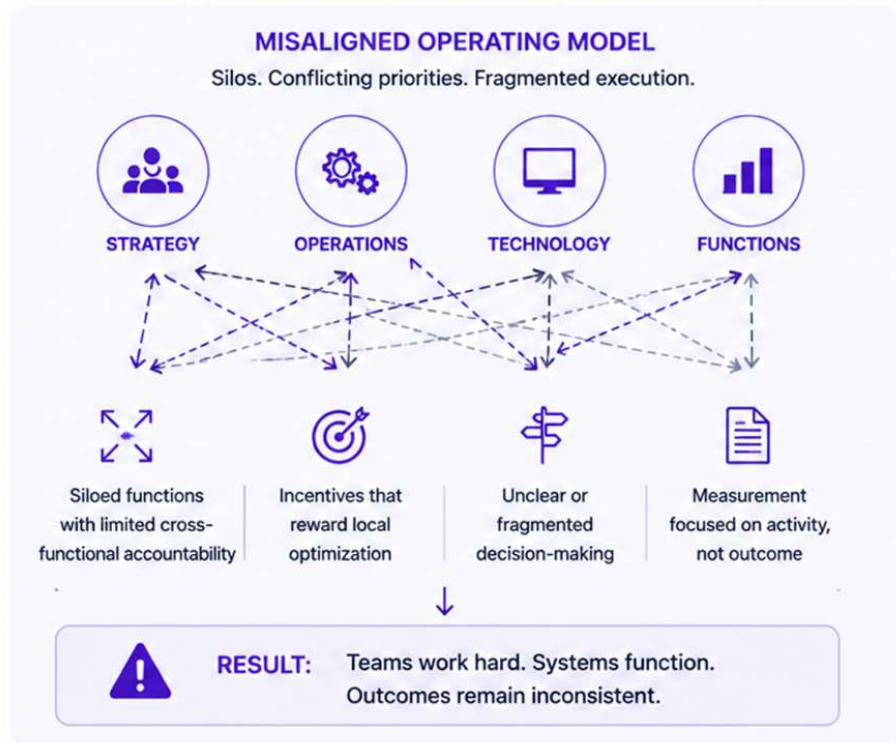 MISALIGNED OPERATING MODEL
Silos. Conflicting priorities. Fragmented execution.
STRATEGY
OPERATIONS
TECHNOLOGY
FUNCTIONS
Siloed functions
with limited cross-
functional accountability
Incentives that
reward local
optimization
Unclear or
fragmented
decision-making
Measurement
focused on activity,
not outcome
RESULT:
Teams work hard. Systems function.
Outcomes remain inconsistent.